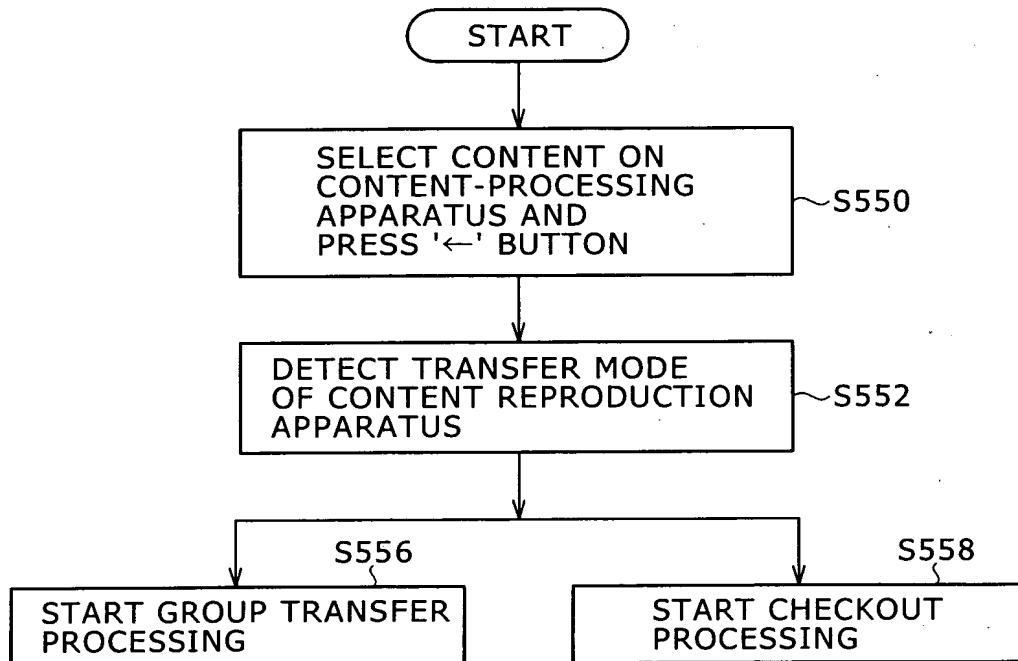 START
SELECT CONTENT ON
CONTENT-PROCESSING
APPARATUS AND
PRESS '←' BUTTON
S550
DETECT TRANSFER MODE
OF CONTENT REPRODUCTION
APPARATUS
S552
S556
S558
START GROUP TRANSFER
PROCESSING
START CHECKOUT
PROCESSING